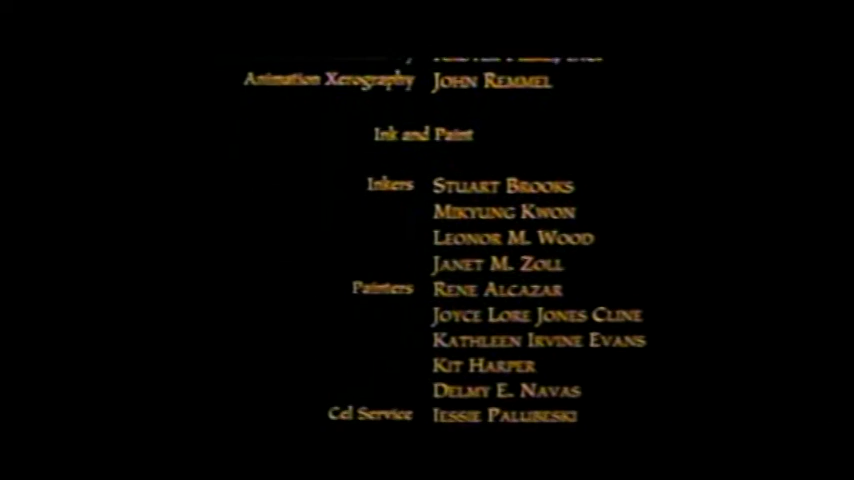 Animation Xerography JOHN REMMEL
Ink and Paint
Inkers STUART BROOKS
MIKYUNG KWON
LEONOR M. WOOD
JANET M. ZOLL
Painters RENE ALCAZAR
JOYCE LORE JONES CLINE
KATHLEEN IRVINE EVANS
KIT HARPER
DELMY E. NAVAS
Cel Service JESSIE PALUBESKI